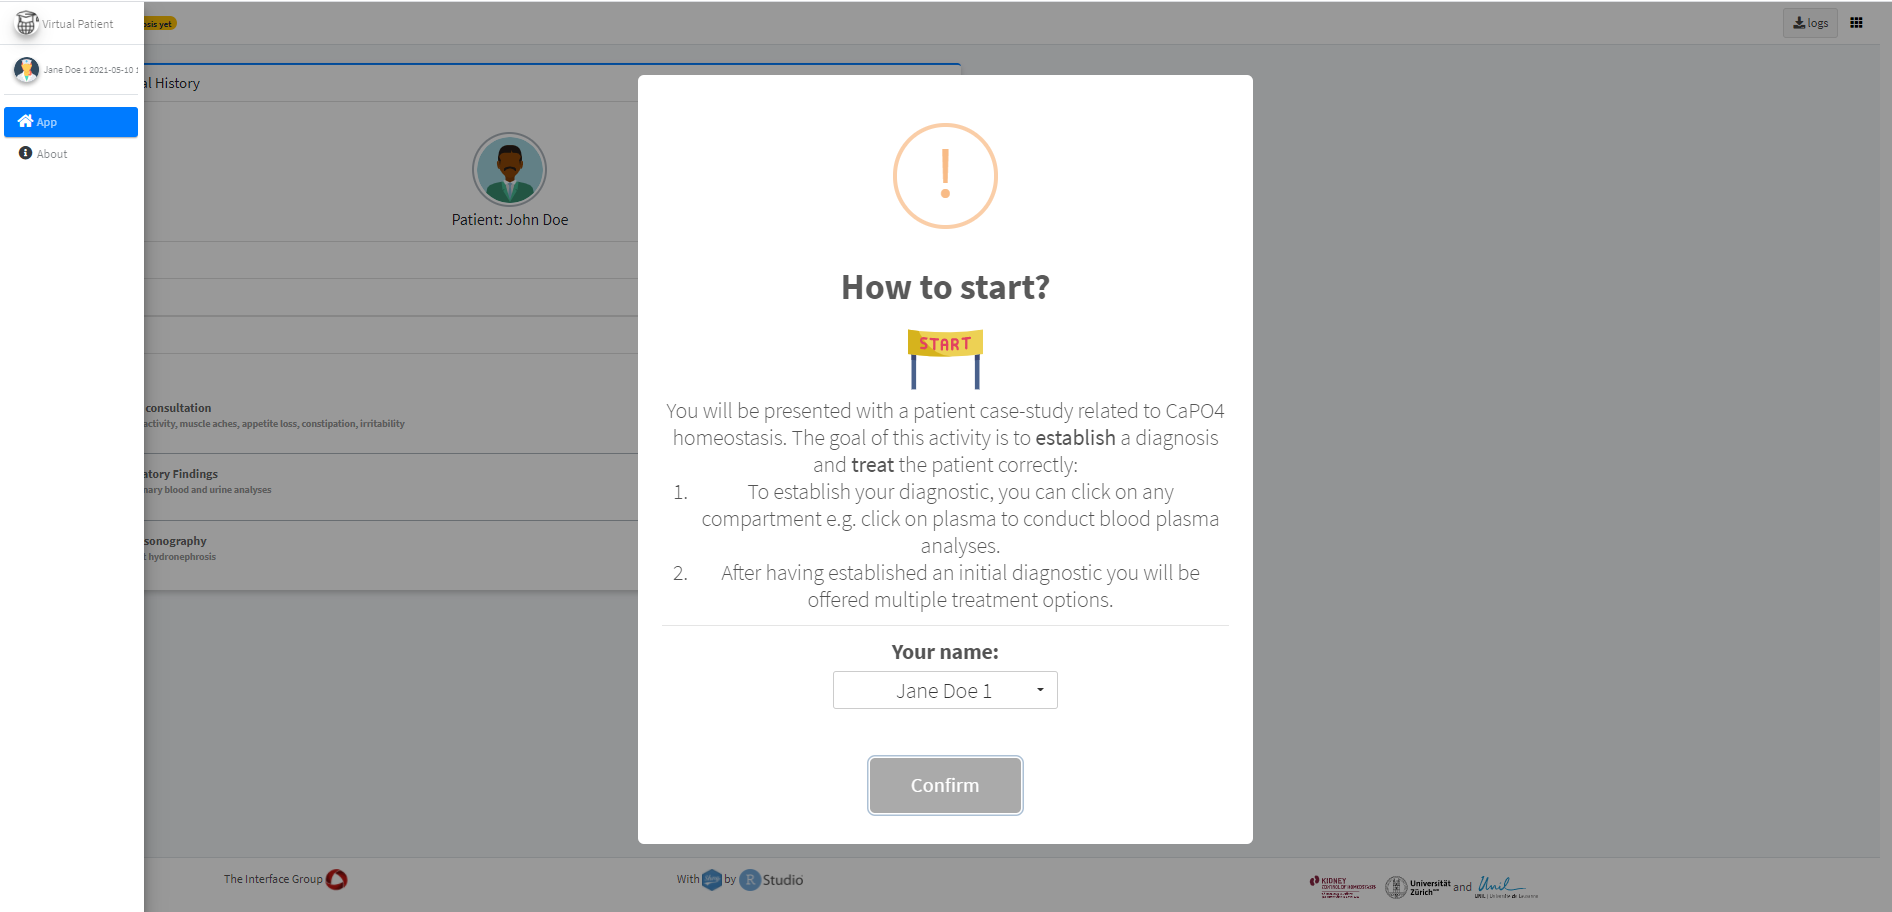 Virtual Patient
osis yet
logs
Jane Doe 1 2021-05-10 1
al History
App
About
Patient: John Doe
consultation
activity, muscle aches, appetite loss, constipation, irritability
atory Findings
nary blood and urine analyses
sonography
t hydronephrosis
!
How to start?
START
You will be presented with a patient case-study related to CaPO4
homeostasis. The goal of this activity is to establish a diagnosis
and treat the patient correctly:
1. To establish your diagnostic, you can click on any
compartment e.g. click on plasma to conduct blood plasma
analyses.
2. After having established an initial diagnostic you will be
offered multiple treatment options.
Your name:
Jane Doe 1
Confirm
The Interface Group
With Shiny by R Studio
KIDNEY
CONTROL OF HOMEOSTASIS
Universität
Zürich
and
Unil